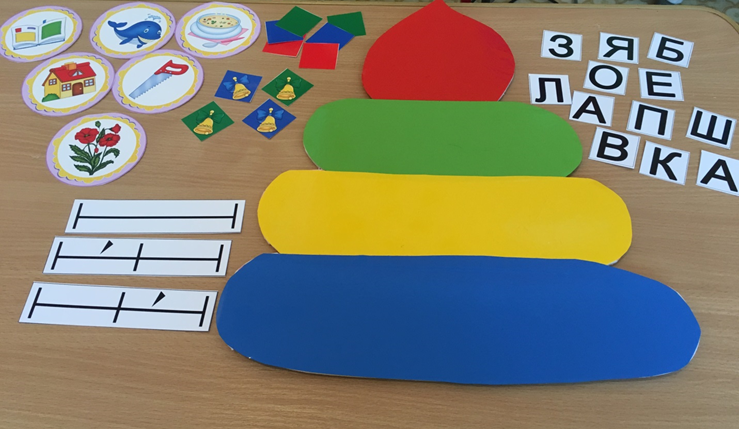 З Я Б
О Е
Л А П Ш
В К А